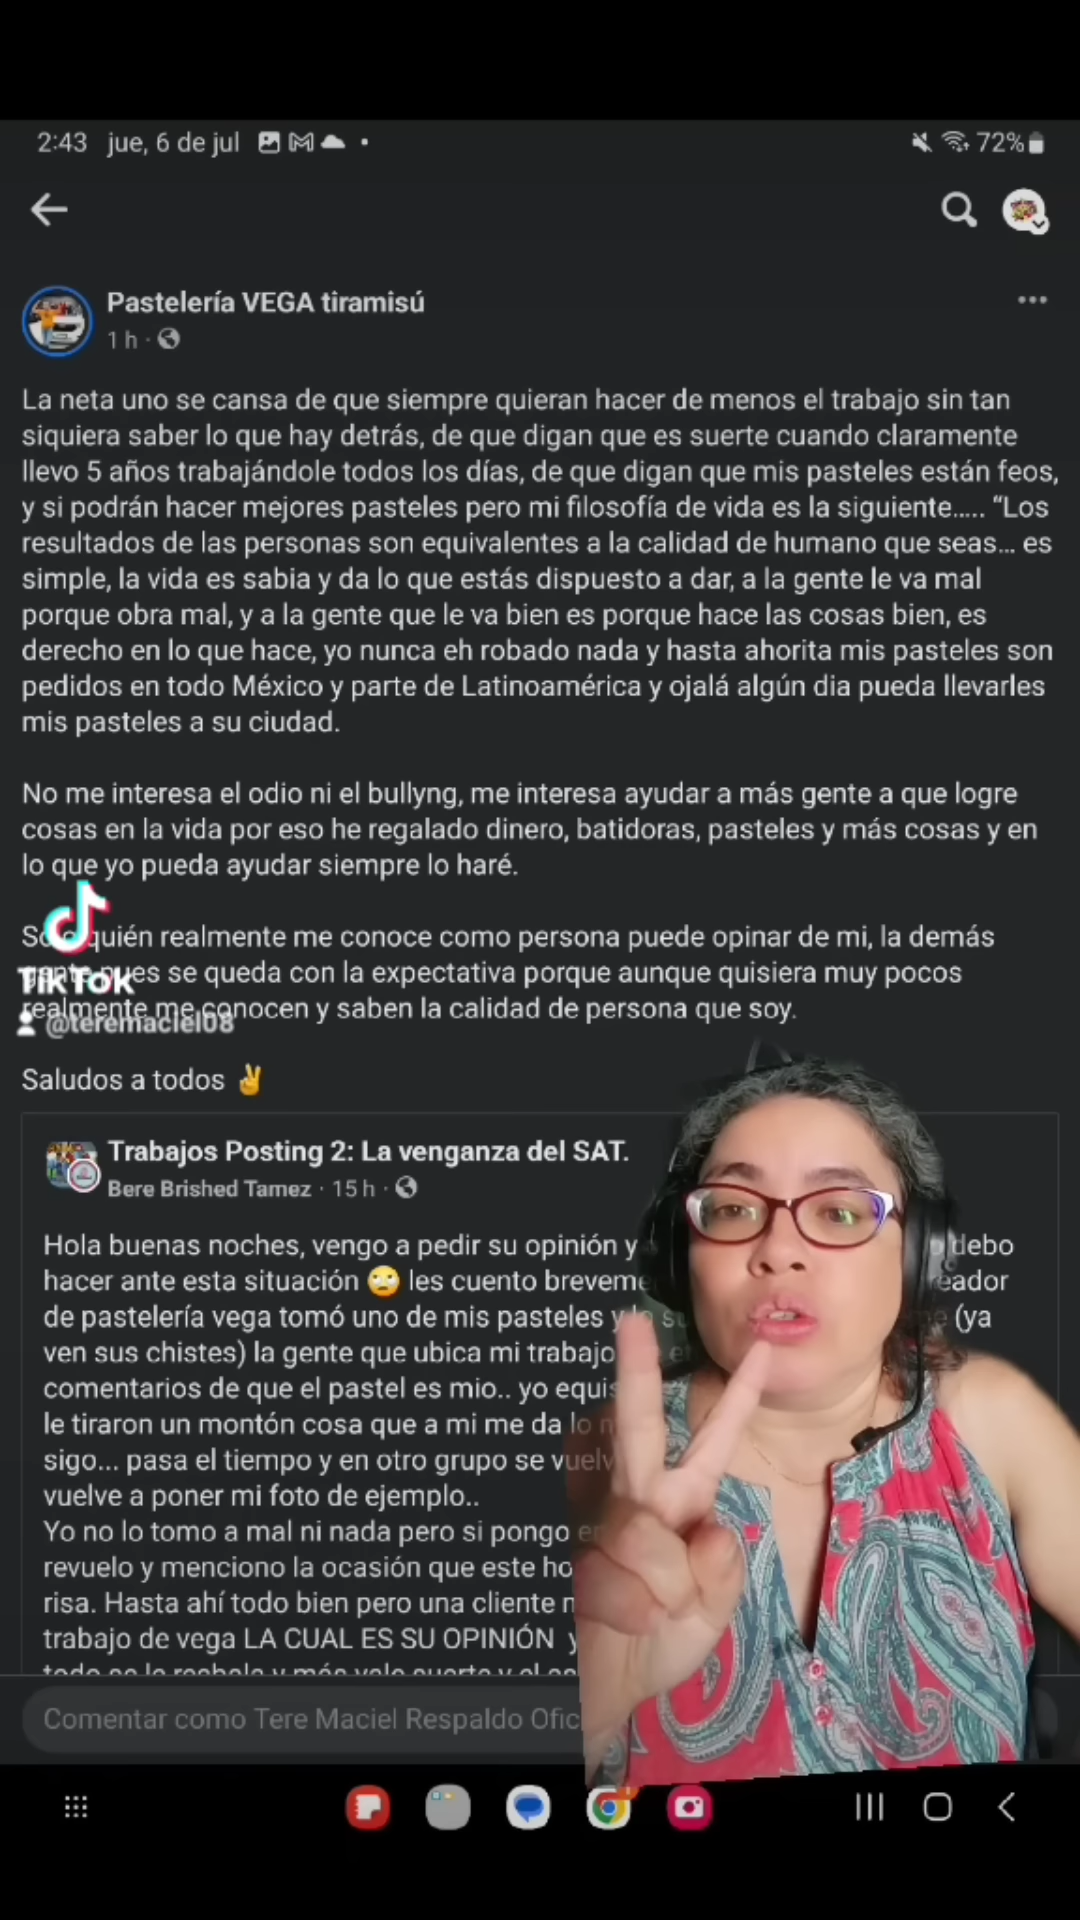 2:43 jue, 6 de jul
72%
Pastelería VEGA tiramisú
1 h
La neta uno se cansa de que siempre quieran hacer de menos el trabajo sin tan
siquiera saber lo que hay detrás, de que digan que es suerte cuando claramente
llevo 5 años trabajándole todos los días, de que digan que mis pasteles están feos,
y si podrán hacer mejores pasteles pero mi filosofía de vida es la siguiente..... “Los
resultados de las personas son equivalentes a la calidad de humano que seas... es
simple, la vida es sabia y da lo que estás dispuesto a dar, a la gente le va mal
porque obra mal, y a la gente que le va bien es porque hace las cosas bien, es
derecho en lo que hace, yo nunca eh robado nada y hasta ahorita mis pasteles son
pedidos en todo México y parte de Latinoamérica y ojalá algún dia pueda llevarles
mis pasteles a su ciudad.
No me interesa el odio ni el bullyng, me interesa ayudar a más gente a que logre
cosas en la vida por eso he regalado dinero, batidoras, pasteles y más cosas y en
lo que yo pueda ayudar siempre lo haré.
quién realmente me conoce como persona puede opinar de mi, la demás
pues se queda con la expectativa porque aunque quisiera muy pocos
TikTok
realmente me conocen y saben la calidad de persona que soy.
@teremaciel08
Saludos a todos ✌️
Trabajos Posting 2: La venganza del SAT.
Bere Brished Tamez · 15 h
Hola buenas noches, vengo a pedir su opinión y debo
hacer ante esta situación 🙄 les cuento
de pastelería vega tomó uno de mis pasteles y (ya
ven sus chistes) la gente que ubica mi trabajo
comentarios de que el pastel es mio.. yo
le tiraron un montón cosa que a mi me da lo
sigo... pasa el tiempo y en otro grupo se
vuelve a poner mi foto de ejemplo..
Yo no lo tomo a mal ni nada pero si pongo
revuelo y menciono la ocasión que este
risa. Hasta ahí todo bien pero una cliente
trabajo de vega LA CUAL ES SU OPINIÓN
Comentar como Tere Maciel Respaldo